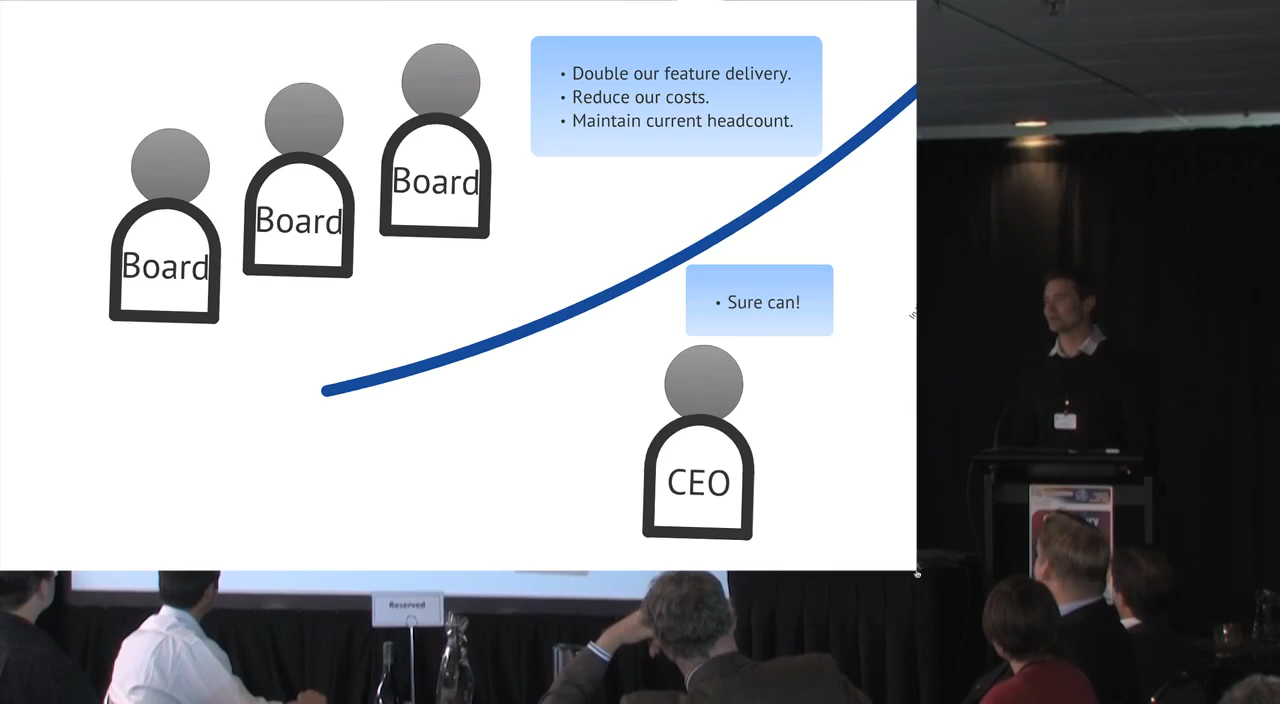 • Double our feature delivery.
• Reduce our costs.
• Maintain current headcount.
Board
Board
Board
• Sure can!
CEO
Reserved